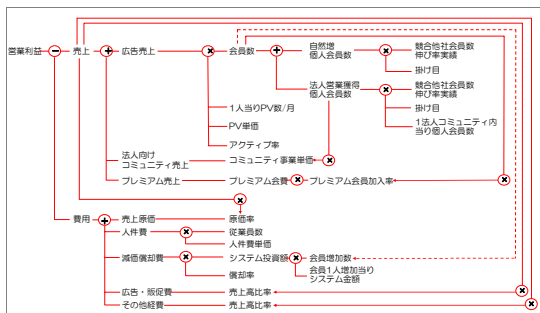 営業利益
売上
広告売上
会員数
自然増
個人会員数
競合他社会員数
伸び率実績
掛け目
法人営業獲得
個人会員数
競合他社会員数
伸び率実績
掛け目
1法人コミュニティ内
当り個人会員数
1人当りPV数/月
PV単価
アクティブ率
法人向け
コミュニティ売上
コミュニティ事業単価
プレミアム売上
プレミアム会費
プレミアム会員加入率
費用
売上原価
原価率
人件費
従業員数
人件費単価
減価償却費
システム投資額
会員増加数
会員1人増加当り
システム金額
償却率
広告・販促費
売上高比率
その他経費
売上高比率